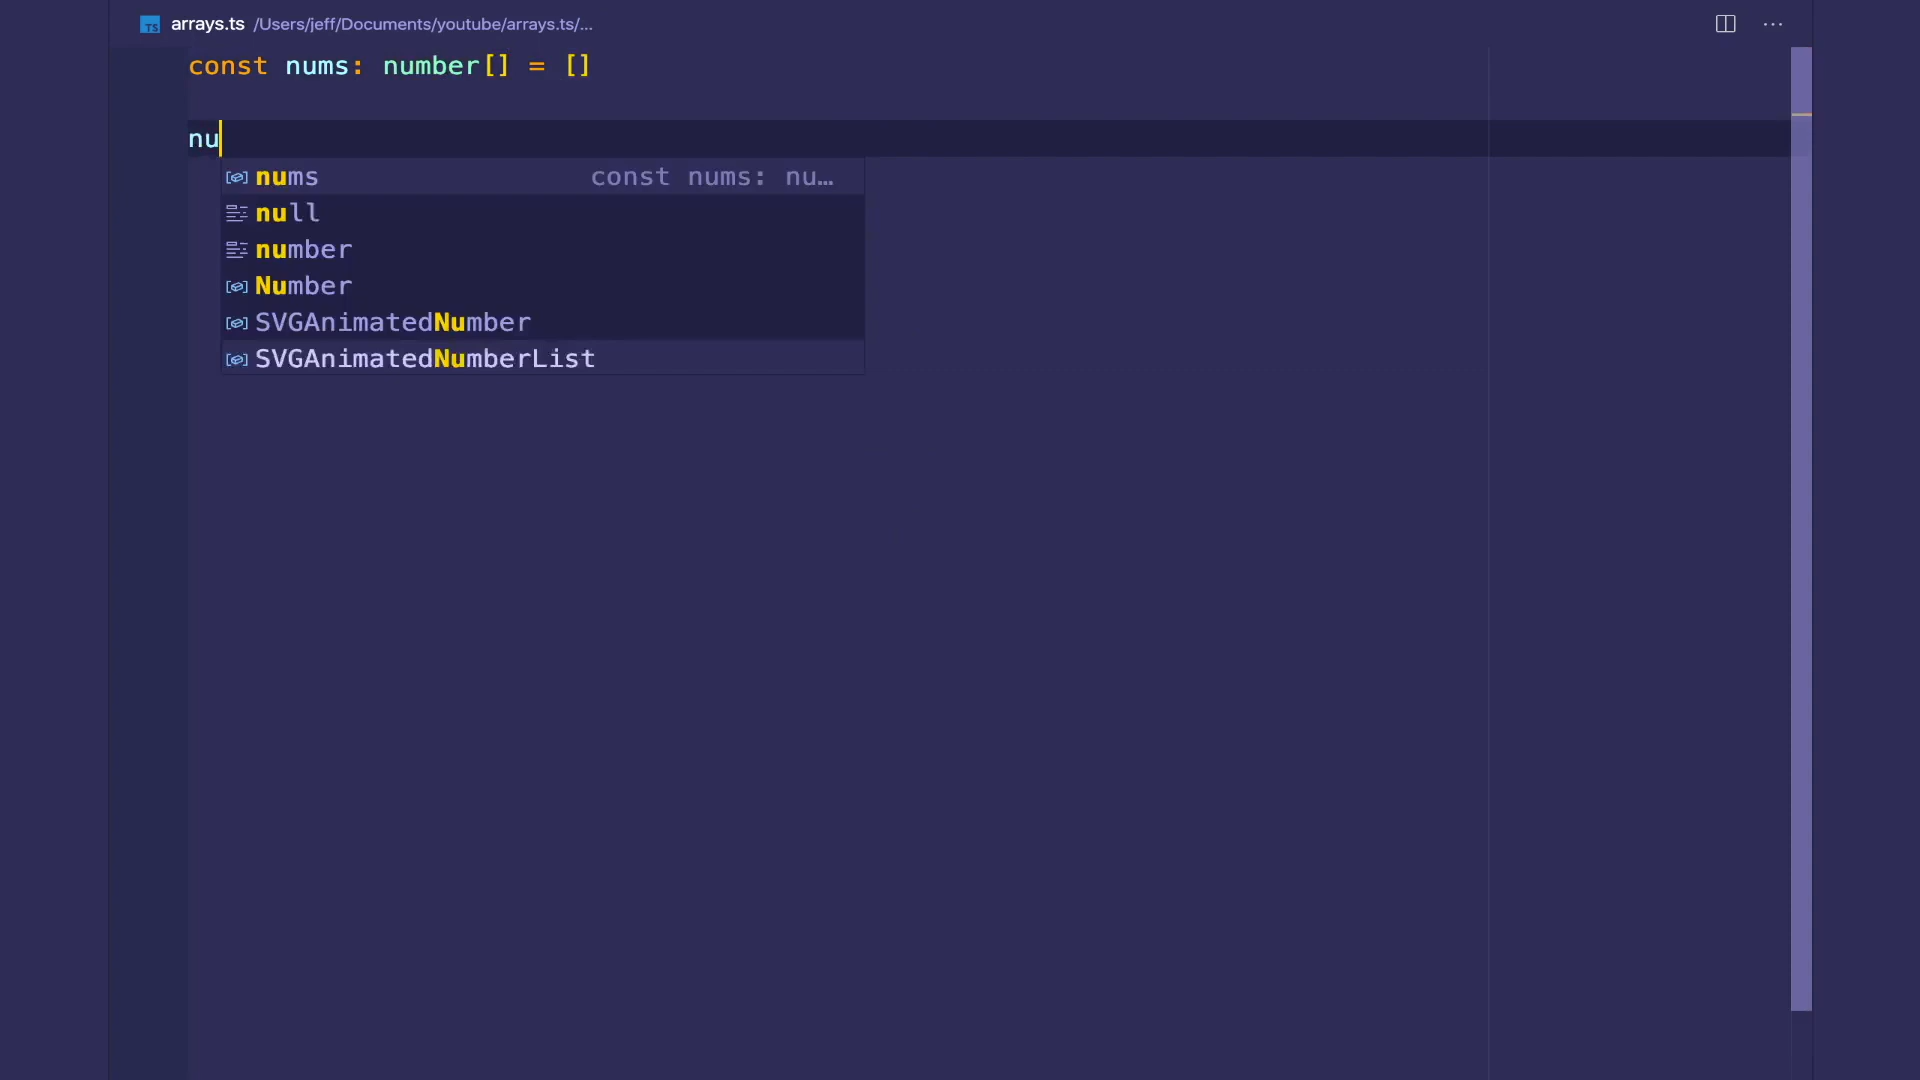 TS arrays.ts /Users/jeff/Documents/youtube/arrays.ts/...
const nums: number[] = []
nu
nums const nums: nu…
null
number
Number
SVGAnimatedNumber
SVGAnimatedNumberList